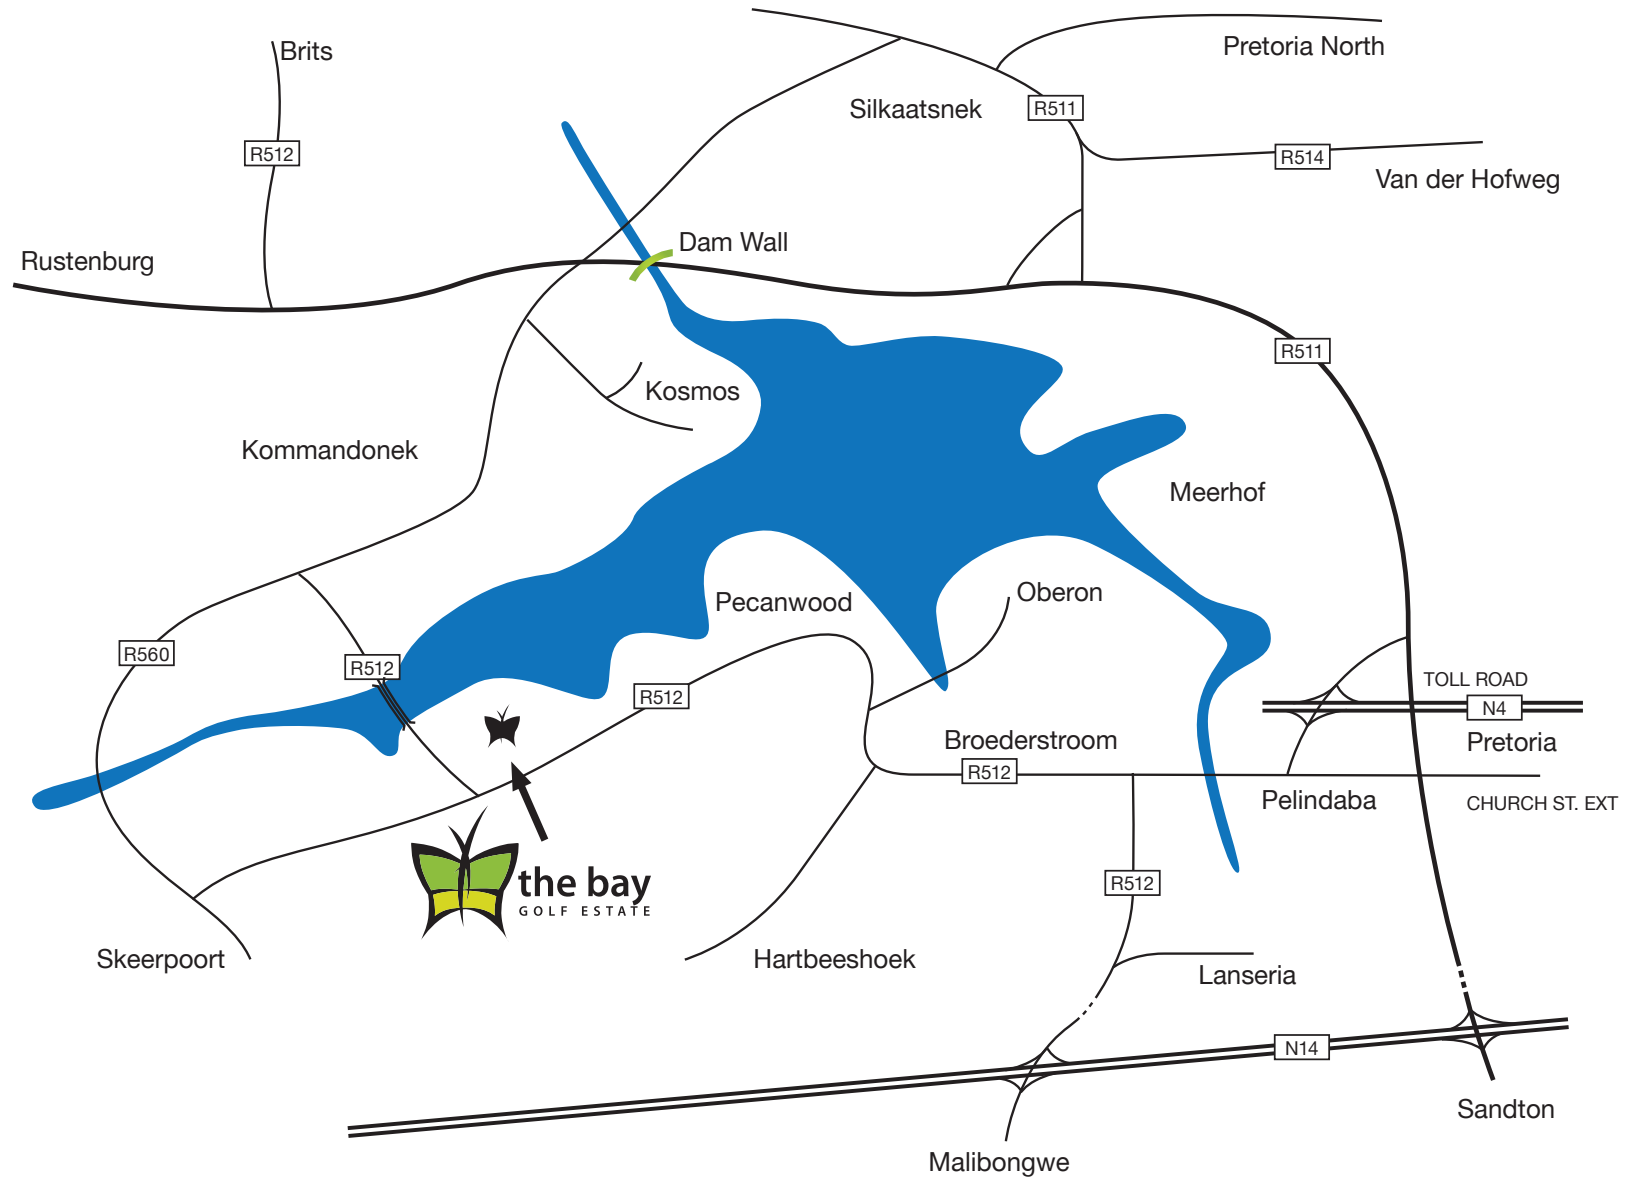 Brits
Pretoria North
Silkaatsnek
R511
R512
R514
Van der Hofweg
Dam Wall
Rustenburg
R511
Kosmos
Kommandonek
Meerhof
Oberon
Pecanwood
R560
R512
R512
TOLL ROAD
N4
Pretoria
Broederstroom
R512
Pelindaba
CHURCH ST. EXT
the bay
GOLF ESTATE
R512
Skeerpoort
Hartbeeshoek
Lanseria
N14
Sandton
Malibongwe